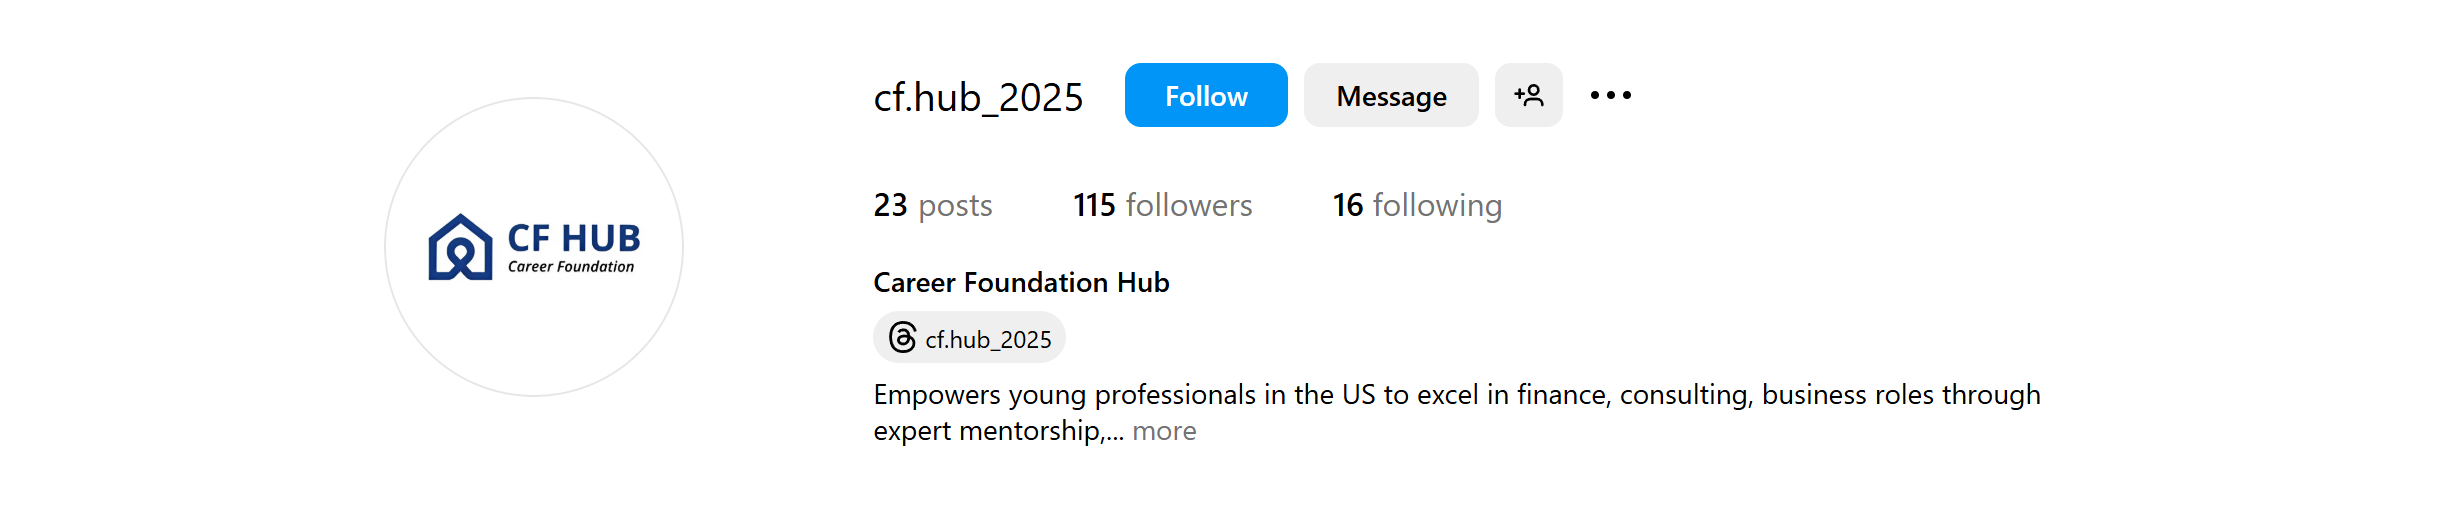 cf.hub_2025 Follow Message
23 posts 115 followers 16 following
CF HUB
Career Foundation
Career Foundation Hub
cf.hub_2025
Empowers young professionals in the US to excel in finance, consulting, business roles through
expert mentorship,... more